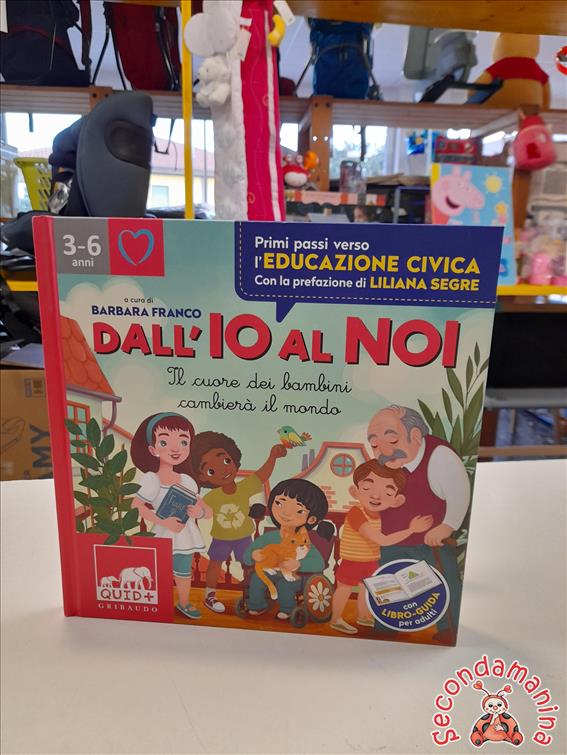 3-6
anni
Primi passi verso
l'EDUCAZIONE CIVICA
Con la prefazione di LILIANA SEGRE
a cura di
BARBARA FRANCO
DALL'IO AL NOI
Il cuore dei bambini
cambierà il mondo
QUID+
GRIBAUDO
con
LIBRO-GUIDA
per adulti
Secondamanina